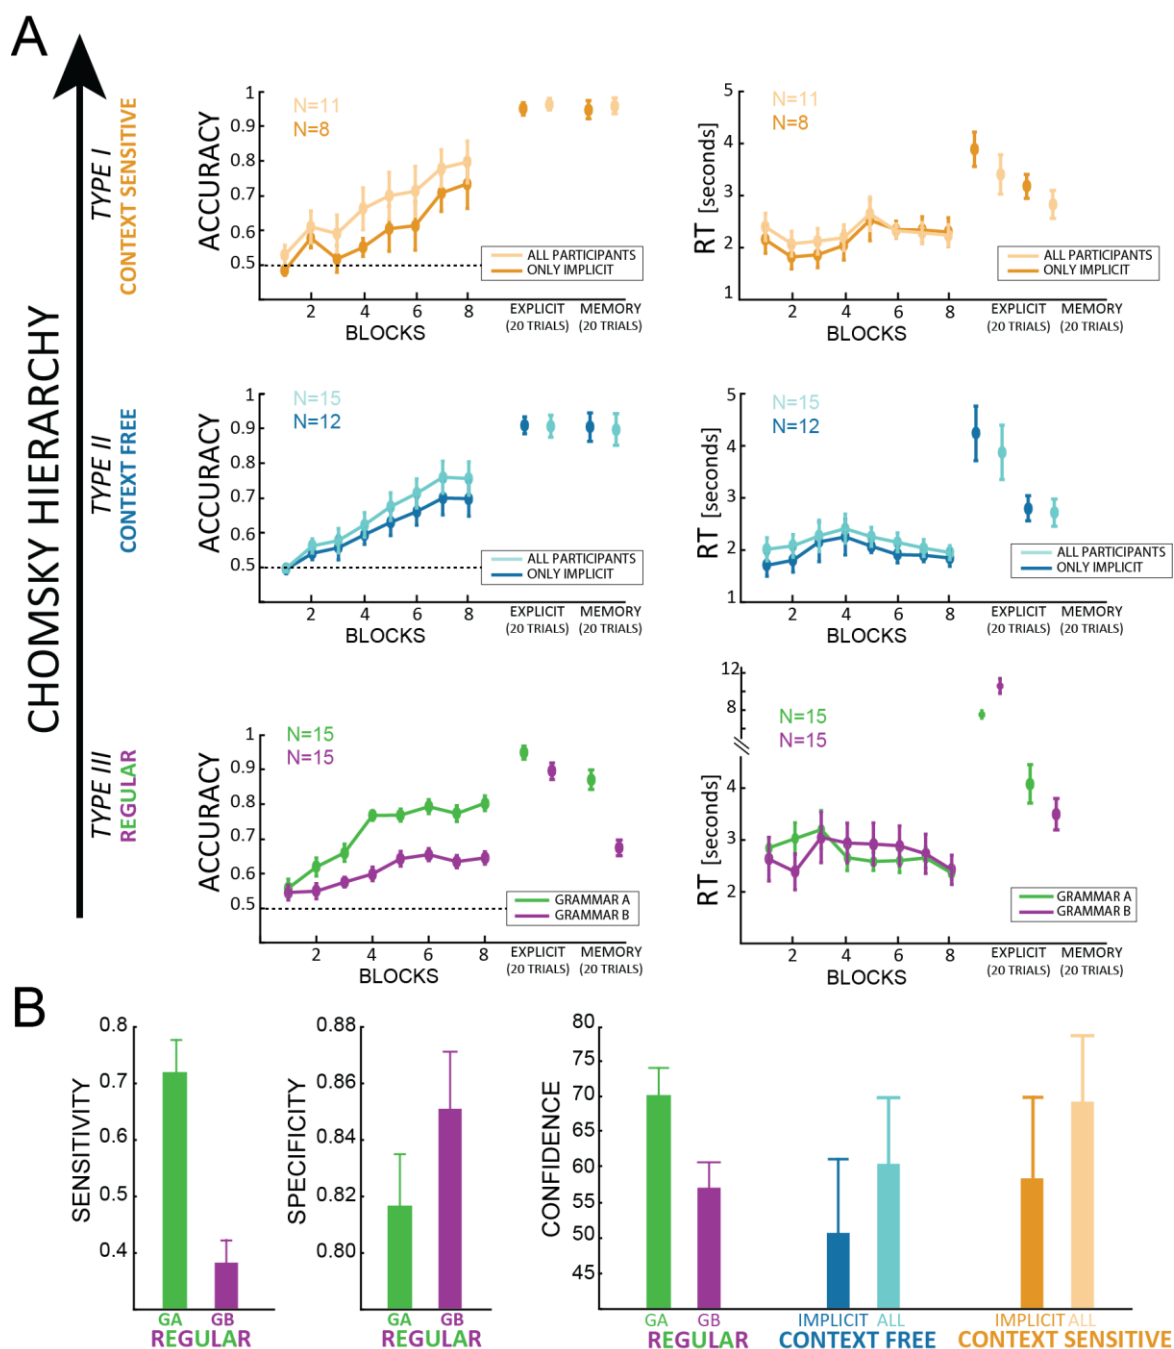 A
CHOMSKY HIERARCHY
TYPE I
CONTEXT SENSITIVE
ACCURACY
1
0.9
0.8
0.7
0.6
0.5
N=11
N=8
ALL PARTICIPANTS
ONLY IMPLICIT
2 4 6 8
BLOCKS
EXPLICIT
(20 TRIALS)
MEMORY
(20 TRIALS)
RT [seconds]
5
4
3
2
1
N=11
N=8
ALL PARTICIPANTS
ONLY IMPLICIT
2 4 6 8
BLOCKS
EXPLICIT
(20 TRIALS)
MEMORY
(20 TRIALS)
TYPE II
CONTEXT FREE
ACCURACY
1
0.9
0.8
0.7
0.6
0.5
N=15
N=12
ALL PARTICIPANTS
ONLY IMPLICIT
2 4 6 8
BLOCKS
EXPLICIT
(20 TRIALS)
MEMORY
(20 TRIALS)
RT [seconds]
5
4
3
2
1
N=15
N=12
ALL PARTICIPANTS
ONLY IMPLICIT
2 4 6 8
BLOCKS
EXPLICIT
(20 TRIALS)
MEMORY
(20 TRIALS)
TYPE III
REGULAR
ACCURACY
1
0.9
0.8
0.7
0.6
0.5
N=15
N=15
GRAMMAR A
GRAMMAR B
2 4 6 8
BLOCKS
EXPLICIT
(20 TRIALS)
MEMORY
(20 TRIALS)
RT [seconds]
12
8
4
3
2
N=15
N=15
GRAMMAR A
GRAMMAR B
2 4 6 8
BLOCKS
EXPLICIT
(20 TRIALS)
MEMORY
(20 TRIALS)
B
SENSITIVITY
0.8
0.7
0.6
0.5
0.4
GA GB
REGULAR
SPECIFICITY
0.88
0.86
0.84
0.82
0.80
GA GB
REGULAR
CONFIDENCE
80
75
70
65
60
55
50
45
GA GB
REGULAR
IMPLICIT ALL
CONTEXT FREE
IMPLICIT ALL
CONTEXT SENSITIVE